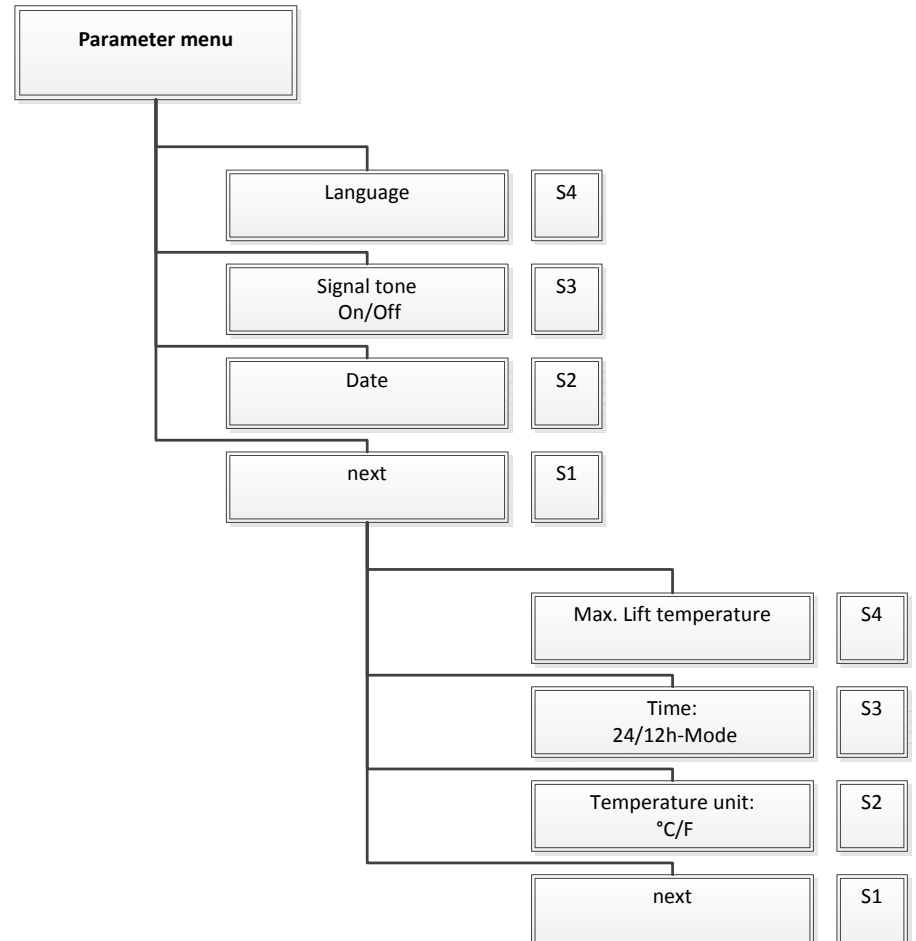 Parameter menu
Language
S4
Signal tone
On/Off
S3
Date
S2
next
S1
Max. Lift temperature
S4
Time:
24/12h-Mode
S3
Temperature unit:
°C/F
S2
next
S1